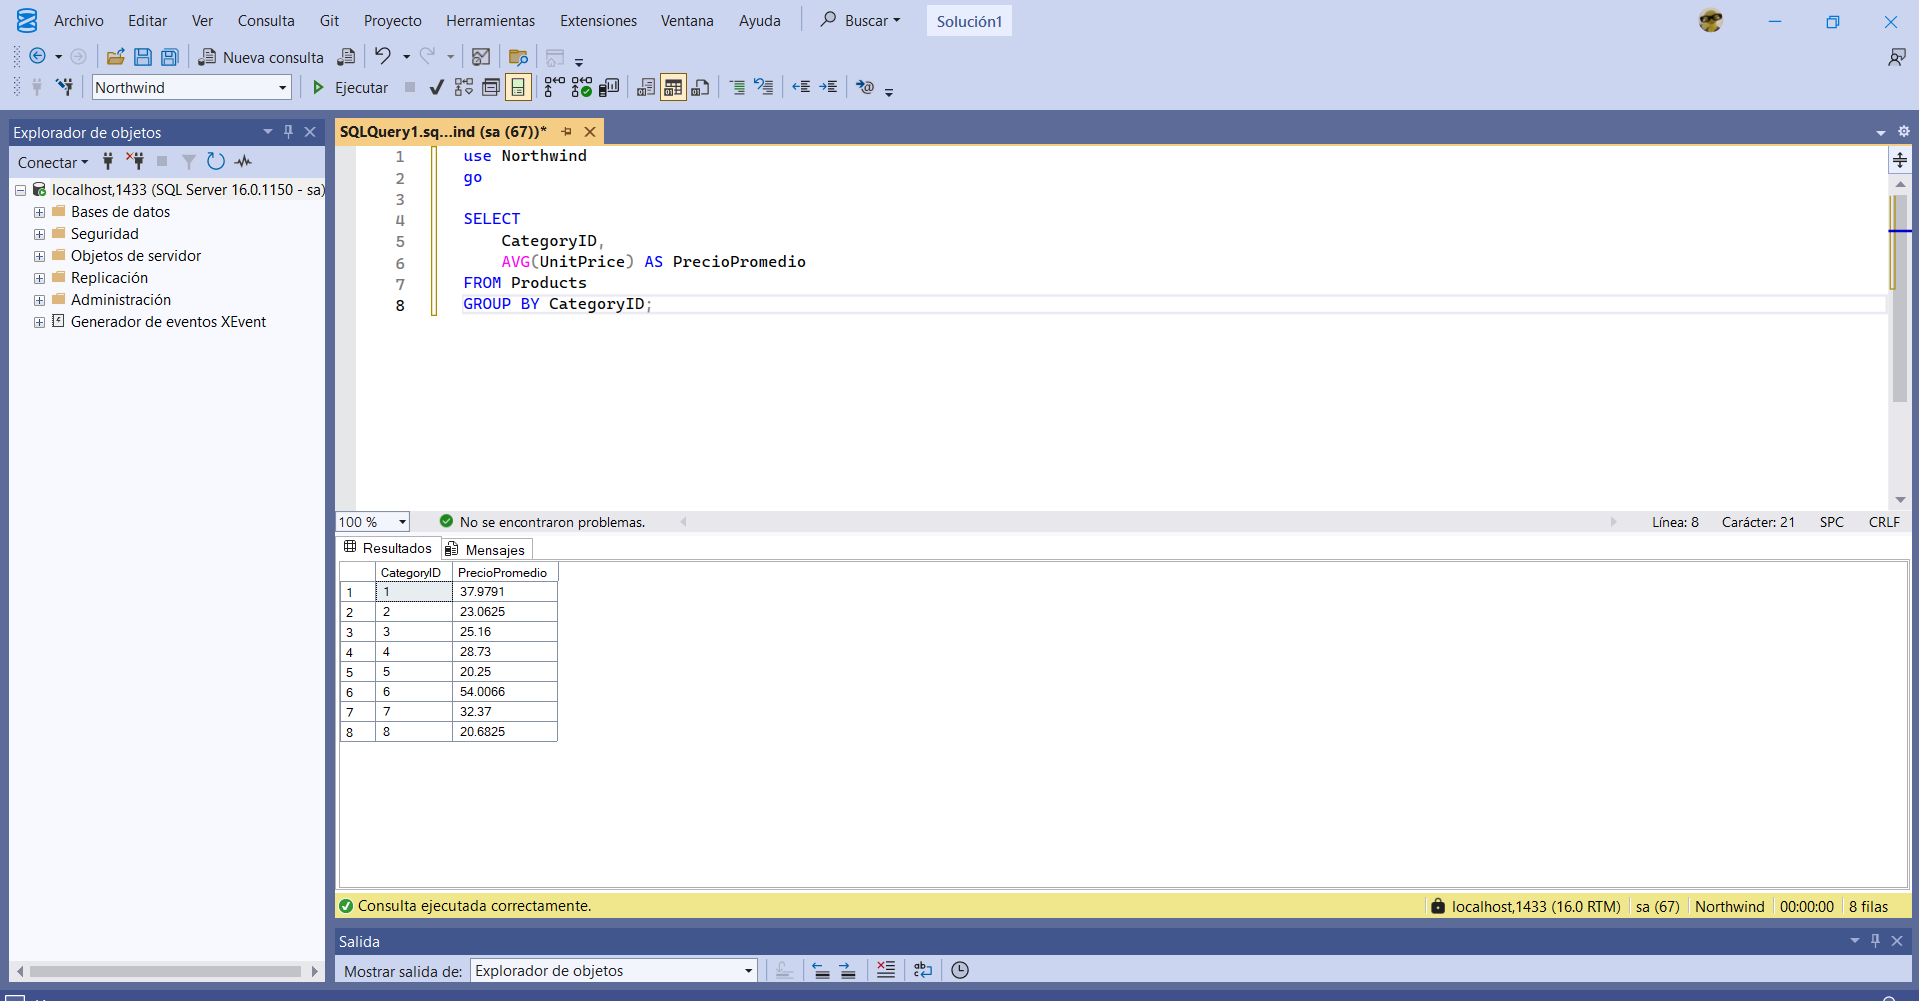 Archivo Editar Ver Consulta Git Proyecto Herramientas Extensiones Ventana Ayuda Buscar Solución1
Nueva consulta
Northwind Ejecutar
Explorador de objetos
Conectar
localhost,1433 (SQL Server 16.0.1150 - sa)
Bases de datos
Seguridad
Objetos de servidor
Replicación
Administración
Generador de eventos XEvent
SQLQuery1.sq...ind (sa (67))*
1 use Northwind
2 go
3
4 SELECT
5 CategoryID,
6 AVG(UnitPrice) AS PrecioPromedio
7 FROM Products
8 GROUP BY CategoryID;
100 % No se encontraron problemas. Línea: 8 Carácter: 21 SPC CRLF
Resultados Mensajes
CategoryID PrecioPromedio
1 1 37.9791
2 2 23.0625
3 3 25.16
4 4 28.73
5 5 20.25
6 6 54.0066
7 7 32.37
8 8 20.6825
Consulta ejecutada correctamente. localhost,1433 (16.0 RTM) sa (67) Northwind 00:00:00 8 filas
Salida
Mostrar salida de: Explorador de objetos